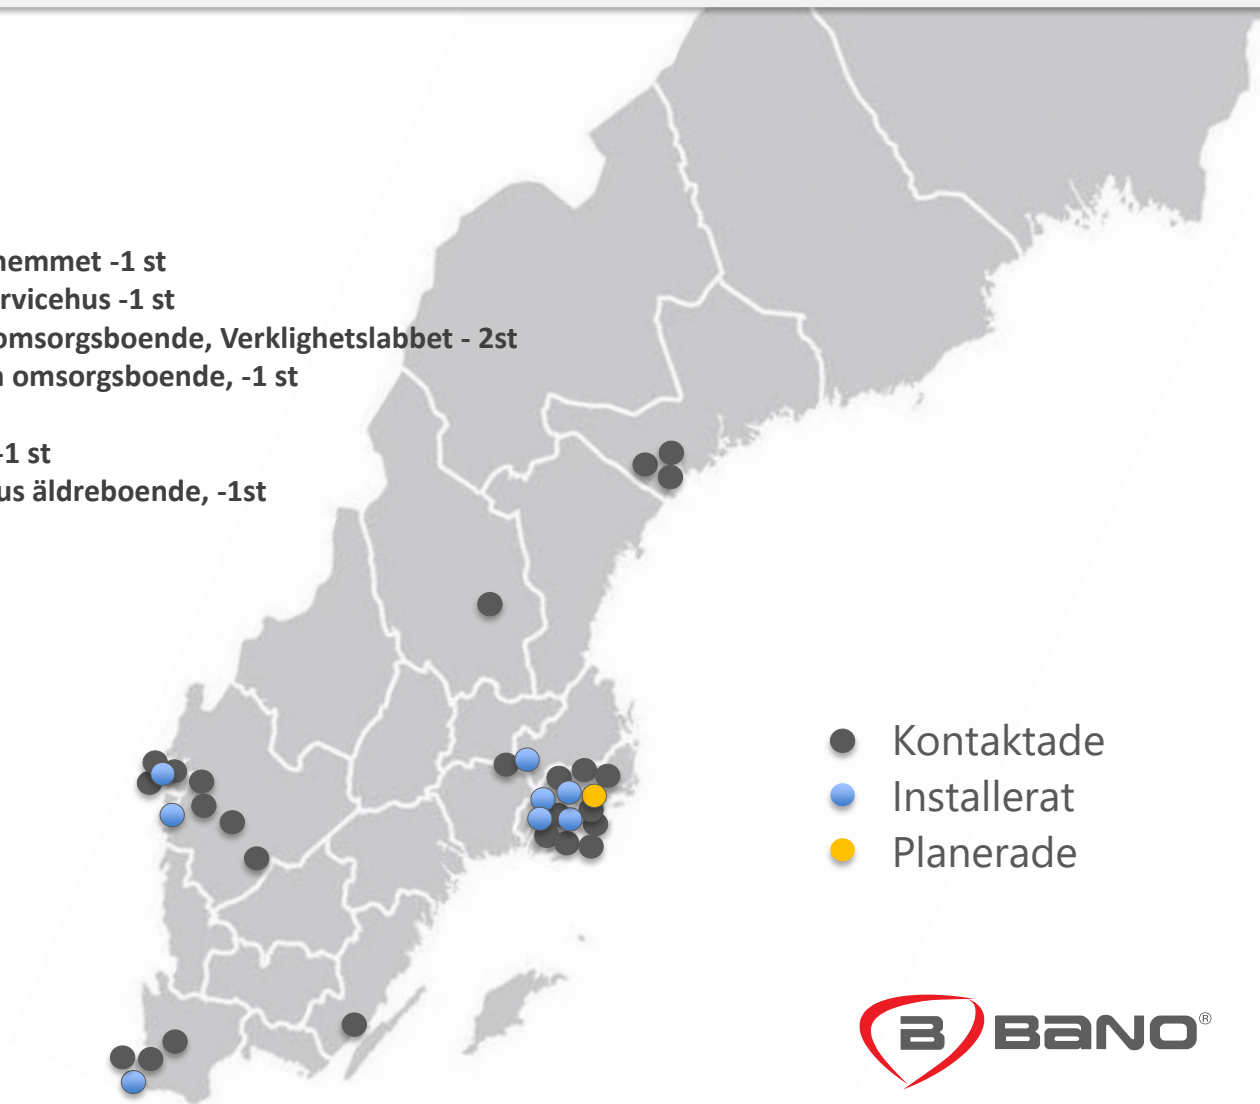 hemmet -1 st
rvicehus -1 st
omsorgsboende, Verklighetslabbet - 2st
omsorgsboende, -1 st
-1 st
us äldreboende, -1st
Kontaktade
Installerat
Planerade
B BANO®